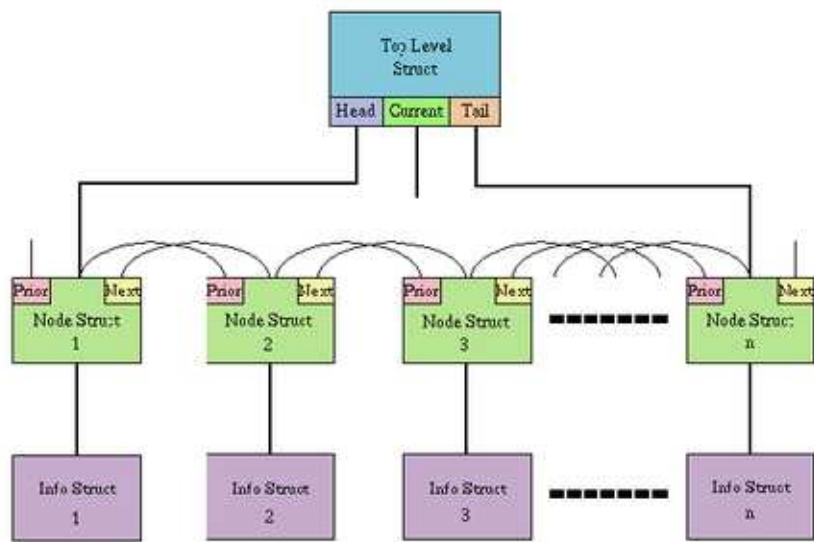 Top Level
Struct
Head Current Tail
Prior Next Prior Next Prior Next Prior Next
Node Struct Node Struct Node Struct Node Struct
1 2 3 n
Info Struct Info Struct Info Struct Info Struct
1 2 3 n